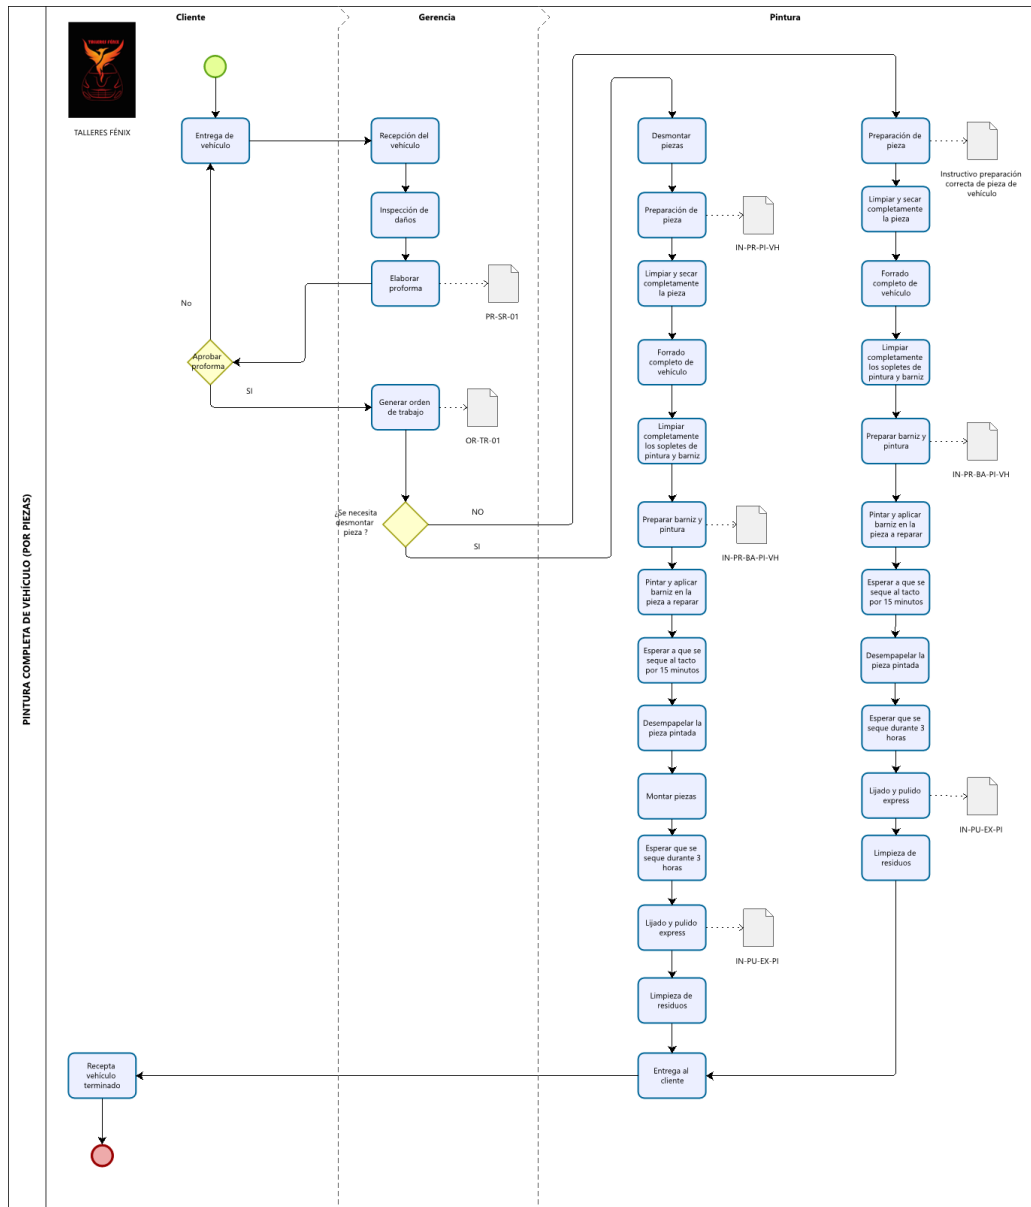 Cliente
Gerencia
Pintura
TALLERES FÉNIX
TALLERES FÉNIX
PINTURA COMPLETA DE VEHÍCULO (POR PIEZAS)
Entrega de
vehículo
Recepción del
vehículo
Inspección de
daños
Elaborar
proforma
PR-SR-01
No
Aprobar
proforma
SI
Generar orden
de trabajo
OR-TR-01
¿Se necesita
desmontar
pieza ?
NO
SI
Desmontar
piezas
Preparación de
pieza
IN-PR-PI-VH
Limpiar y secar
completamente
la pieza
Forrado
completo de
vehículo
Limpiar
completamente
los sopletes de
pintura y barniz
Preparar barniz y
pintura
IN-PR-BA-PI-VH
Pintar y aplicar
barniz en la
pieza a reparar
Esperar a que se
seque al tacto
por 15 minutos
Desempapelar la
pieza pintada
Montar piezas
Esperar que se
seque durante 3
horas
Lijado y pulido
express
IN-PU-EX-PI
Limpieza de
residuos
Entrega al
cliente
Preparación de
pieza
Instructivo preparación
correcta de pieza de
vehículo
Limpiar y secar
completamente
la pieza
Forrado
completo de
vehículo
Limpiar
completamente
los sopletes de
pintura y barniz
Preparar barniz y
pintura
IN-PR-BA-PI-VH
Pintar y aplicar
barniz en la
pieza a reparar
Esperar a que se
seque al tacto
por 15 minutos
Desempapelar la
pieza pintada
Esperar que se
seque durante 3
horas
Lijado y pulido
express
IN-PU-EX-PI
Limpieza de
residuos
Recepta
vehículo
terminado